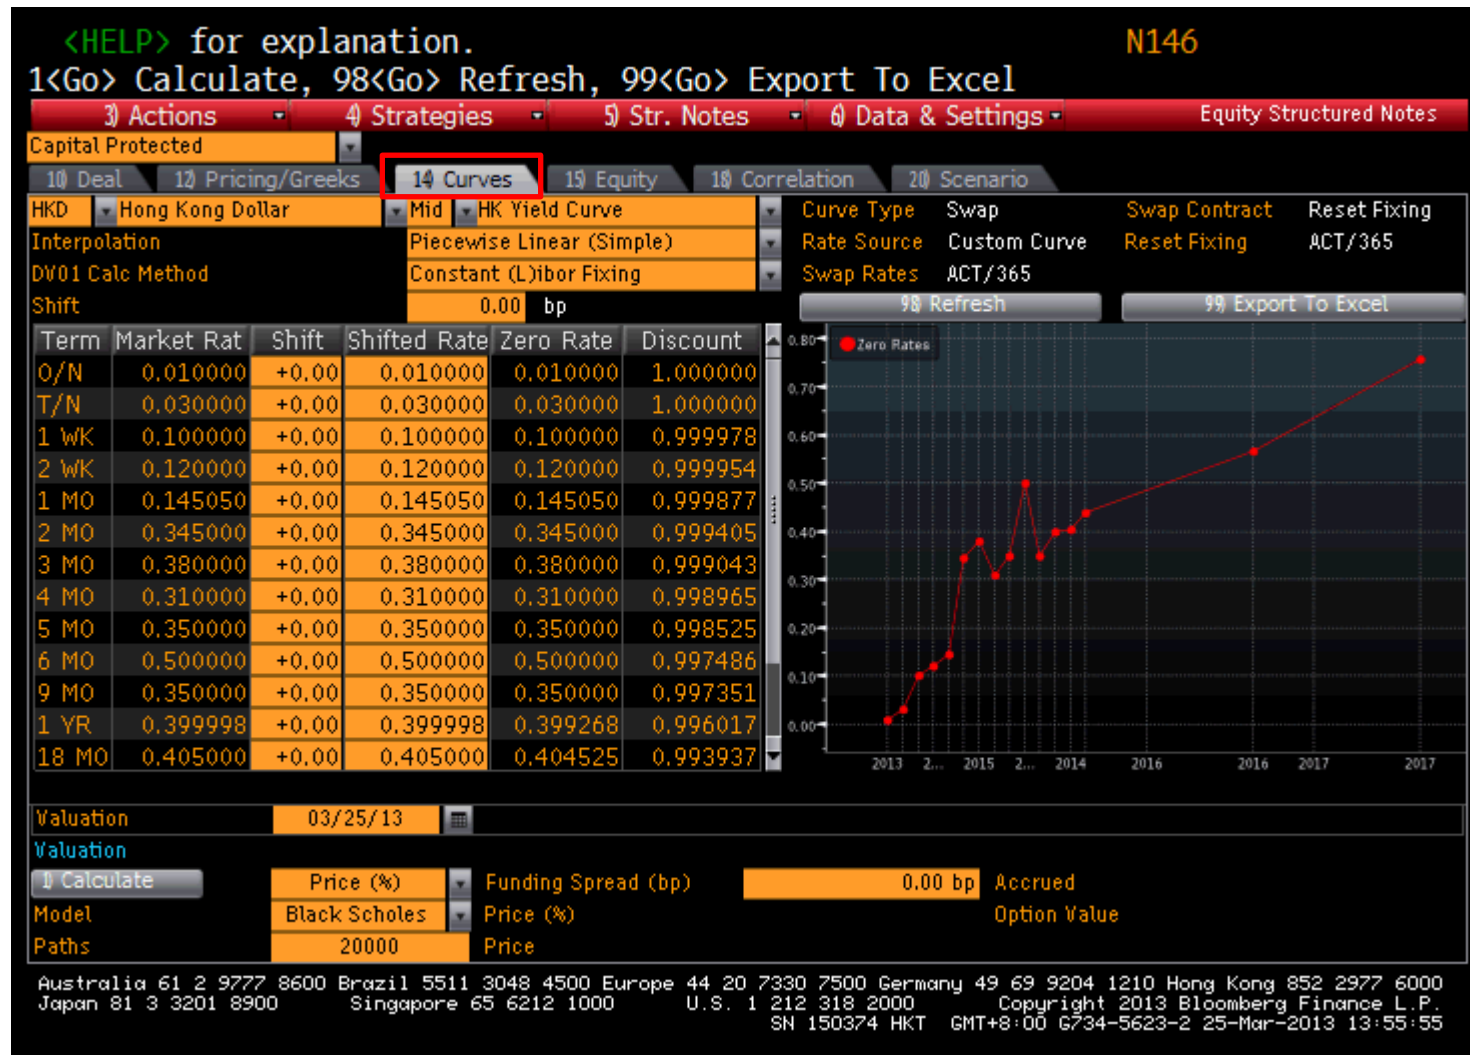 <HELP> for explanation. N146
1<Go> Calculate, 98<Go> Refresh, 99<Go> Export To Excel
3) Actions 4) Strategies 5) Str. Notes 6) Data & Settings Equity Structured Notes
Capital Protected
10) Deal 12) Pricing/Greeks 14) Curves 15) Equity 18) Correlation 20) Scenario
HKD Hong Kong Dollar Mid HK Yield Curve Curve Type Swap Swap Contract Reset Fixing
Interpolation Piecewise Linear (Simple) Rate Source Custom Curve Reset Fixing ACT/365
DV01 Calc Method Constant (L)ibor Fixing Swap Rates ACT/365
Shift 0.00 bp 98) Refresh 99) Export To Excel
Term Market Rat Shift Shifted Rate Zero Rate Discount
O/N 0.010000 +0.00 0.010000 0.010000 1.000000
T/N 0.030000 +0.00 0.030000 0.030000 1.000000
1 WK 0.100000 +0.00 0.100000 0.100000 0.999978
2 WK 0.120000 +0.00 0.120000 0.120000 0.999954
1 MO 0.145050 +0.00 0.145050 0.145050 0.999877
2 MO 0.345000 +0.00 0.345000 0.345000 0.999405
3 MO 0.380000 +0.00 0.380000 0.380000 0.999043
4 MO 0.310000 +0.00 0.310000 0.310000 0.998965
5 MO 0.350000 +0.00 0.350000 0.350000 0.998525
6 MO 0.500000 +0.00 0.500000 0.500000 0.997486
9 MO 0.350000 +0.00 0.350000 0.350000 0.997351
1 YR 0.399998 +0.00 0.399998 0.399268 0.996017
18 MO 0.405000 +0.00 0.405000 0.404525 0.993937
Zero Rates
0.80
0.70
0.60
0.50
0.40
0.30
0.20
0.10
0.00
2013 2... 2015 2... 2014 2016 2016 2017 2017
Valuation 03/25/13
Valuation
1) Calculate Price (%) Funding Spread (bp) 0.00 bp Accrued
Model Black Scholes Price (%) Option Value
Paths 20000 Price
Australia 61 2 9777 8600 Brazil 5511 3048 4500 Europe 44 20 7330 7500 Germany 49 69 9204 1210 Hong Kong 852 2977 6000
Japan 81 3 3201 8900 Singapore 65 6212 1000 U.S. 1 212 318 2000 Copyright 2013 Bloomberg Finance L.P.
SN 150374 HKT GMT+8:00 G734-5623-2 25-Mar-2013 13:55:55